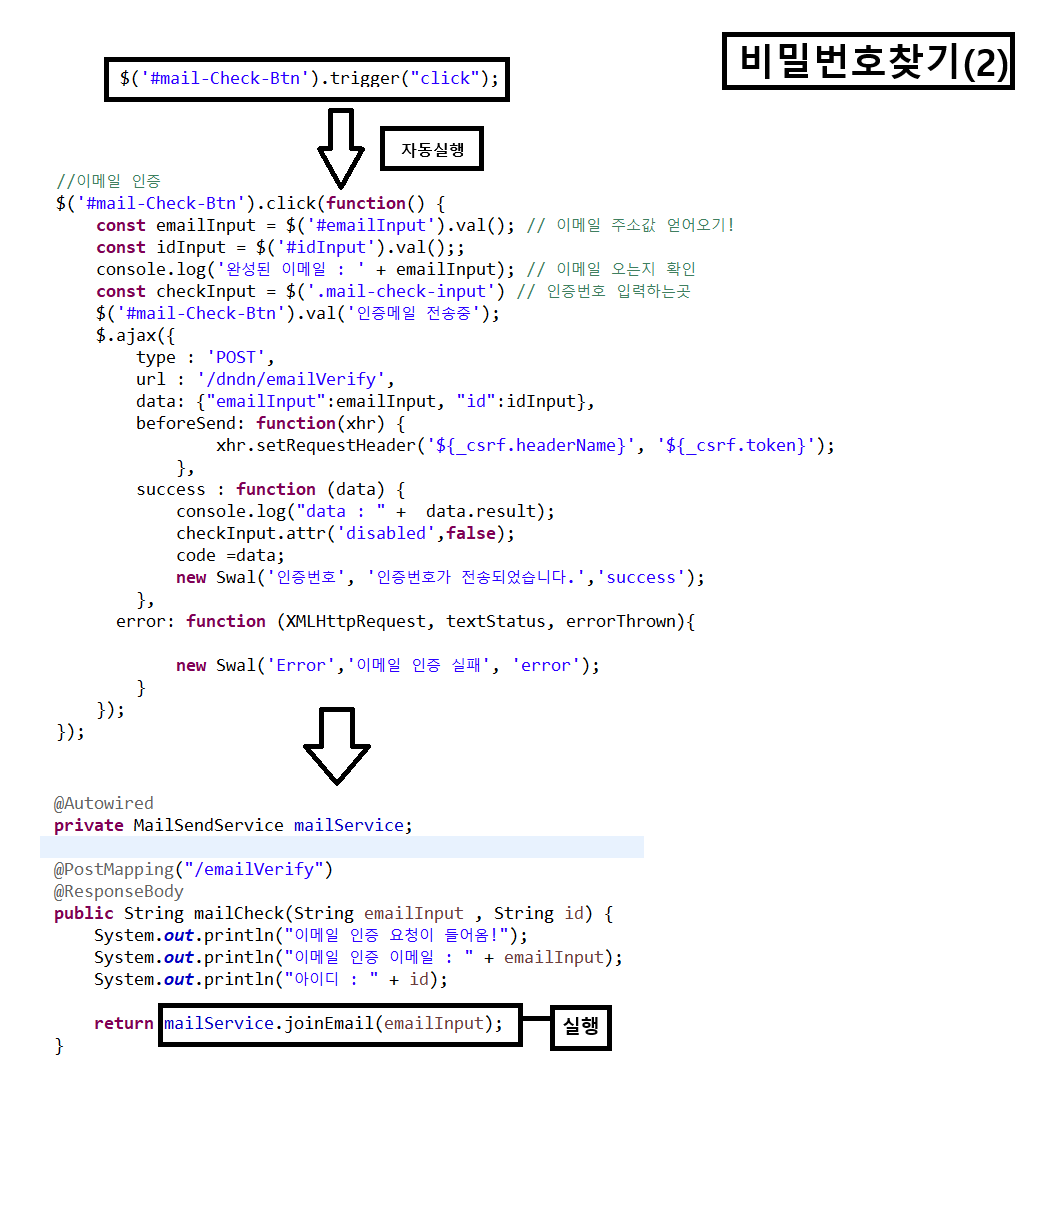 비밀번호찾기(2)
$('#mail-Check-Btn').trigger("click");
자동실행
//이메일 인증
$('#mail-Check-Btn').click(function() {
const emailInput = $('#emailInput').val(); // 이메일 주소값 얻어오기!
const idInput = $('#idInput').val();;
console.log('완성된 이메일 : ' + emailInput); // 이메일 오는지 확인
const checkInput = $('.mail-check-input') // 인증번호 입력하는곳
$('#mail-Check-Btn').val('인증메일 전송중');
$.ajax({
type : 'POST',
url : '/dndn/emailVerify',
data: {"emailInput":emailInput, "id":idInput},
beforeSend: function(xhr) {
xhr.setRequestHeader('${_csrf.headerName}', '${_csrf.token}');
},
success : function (data) {
console.log("data : " +  data.result);
checkInput.attr('disabled',false);
code =data;
new Swal('인증번호', '인증번호가 전송되었습니다.','success');
},
error: function (XMLHttpRequest, textStatus, errorThrown){
new Swal('Error','이메일 인증 실패', 'error');
}
});
});
@Autowired
private MailSendService mailService;
@PostMapping("/emailVerify")
@ResponseBody
public String mailCheck(String emailInput , String id) {
System.out.println("이메일 인증 요청이 들어옴!");
System.out.println("이메일 인증 이메일 : " + emailInput);
System.out.println("아이디 : " + id);
return mailService.joinEmail(emailInput);
실행
}